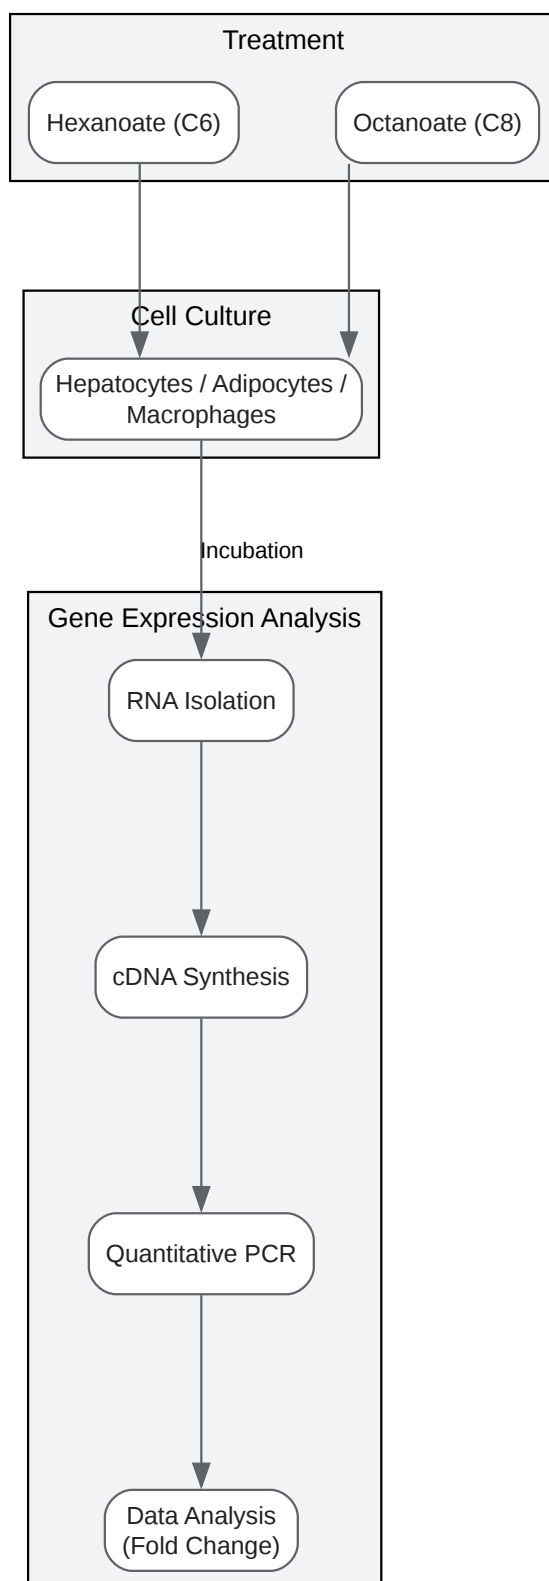 Treatment
Hexanoate (C6)
Octanoate (C8)
Cell Culture
Hepatocytes / Adipocytes /
Macrophages
Incubation
Gene Expression Analysis
RNA Isolation
cDNA Synthesis
Quantitative PCR
Data Analysis
(Fold Change)